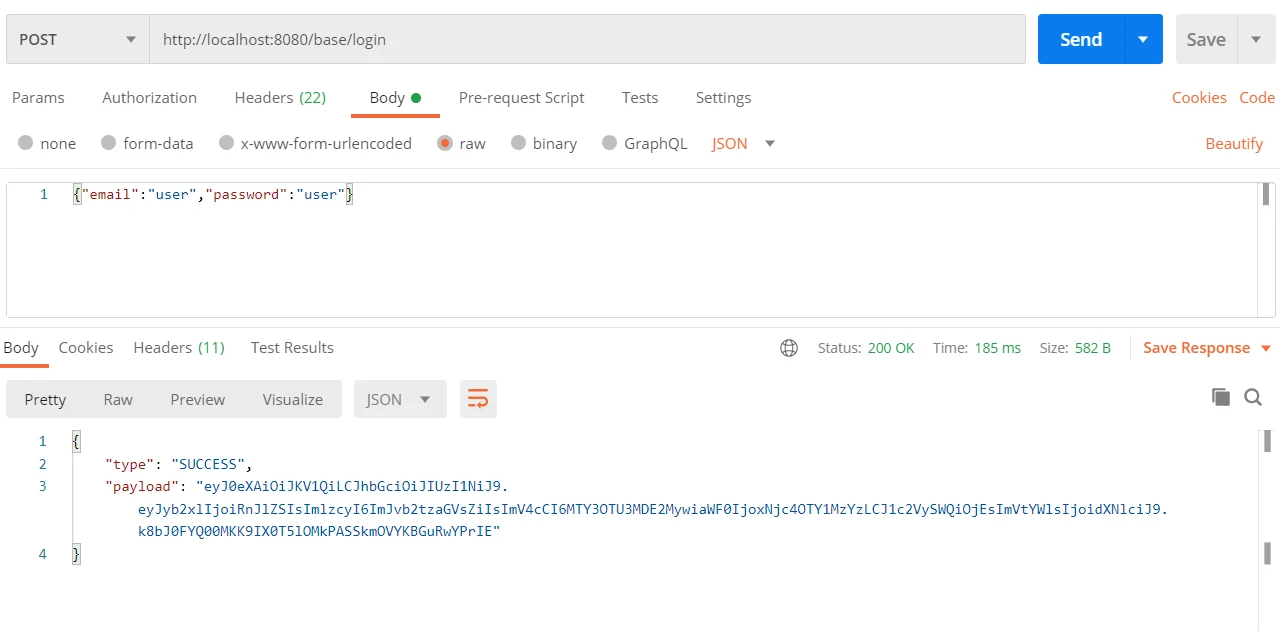 POST http://localhost:8080/base/login Send Save
Params Authorization Headers (22) Body Pre-request Script Tests Settings Cookies Code
none form-data x-www-form-urlencoded raw binary GraphQL JSON Beautify
1 {"email":"user","password":"user"}
Body Cookies Headers (11) Test Results Status: 200 OK Time: 185 ms Size: 582 B Save Response
Pretty Raw Preview Visualize JSON
1 {
2 "type": "SUCCESS",
3 "payload": "eyJ0eXAiOiJKV1QiLCJhbGciOiJIUzI1NiJ9.
eyJyb2xlIjoiRnJlZSIsImlzcyI6ImJvb2tzaGVsZiIsImV4cCI6MTY3OTU3MDE2MywiaWF0IjoxNjc4OTY1MzYzLCJ1c2VySWQiOjEsImVtYWlsIjoidXNlciJ9.
k8bJ0FYQ00MKK9IX0T5lOMkPASSkmOVYKBGuRwYPrIE"
4 }